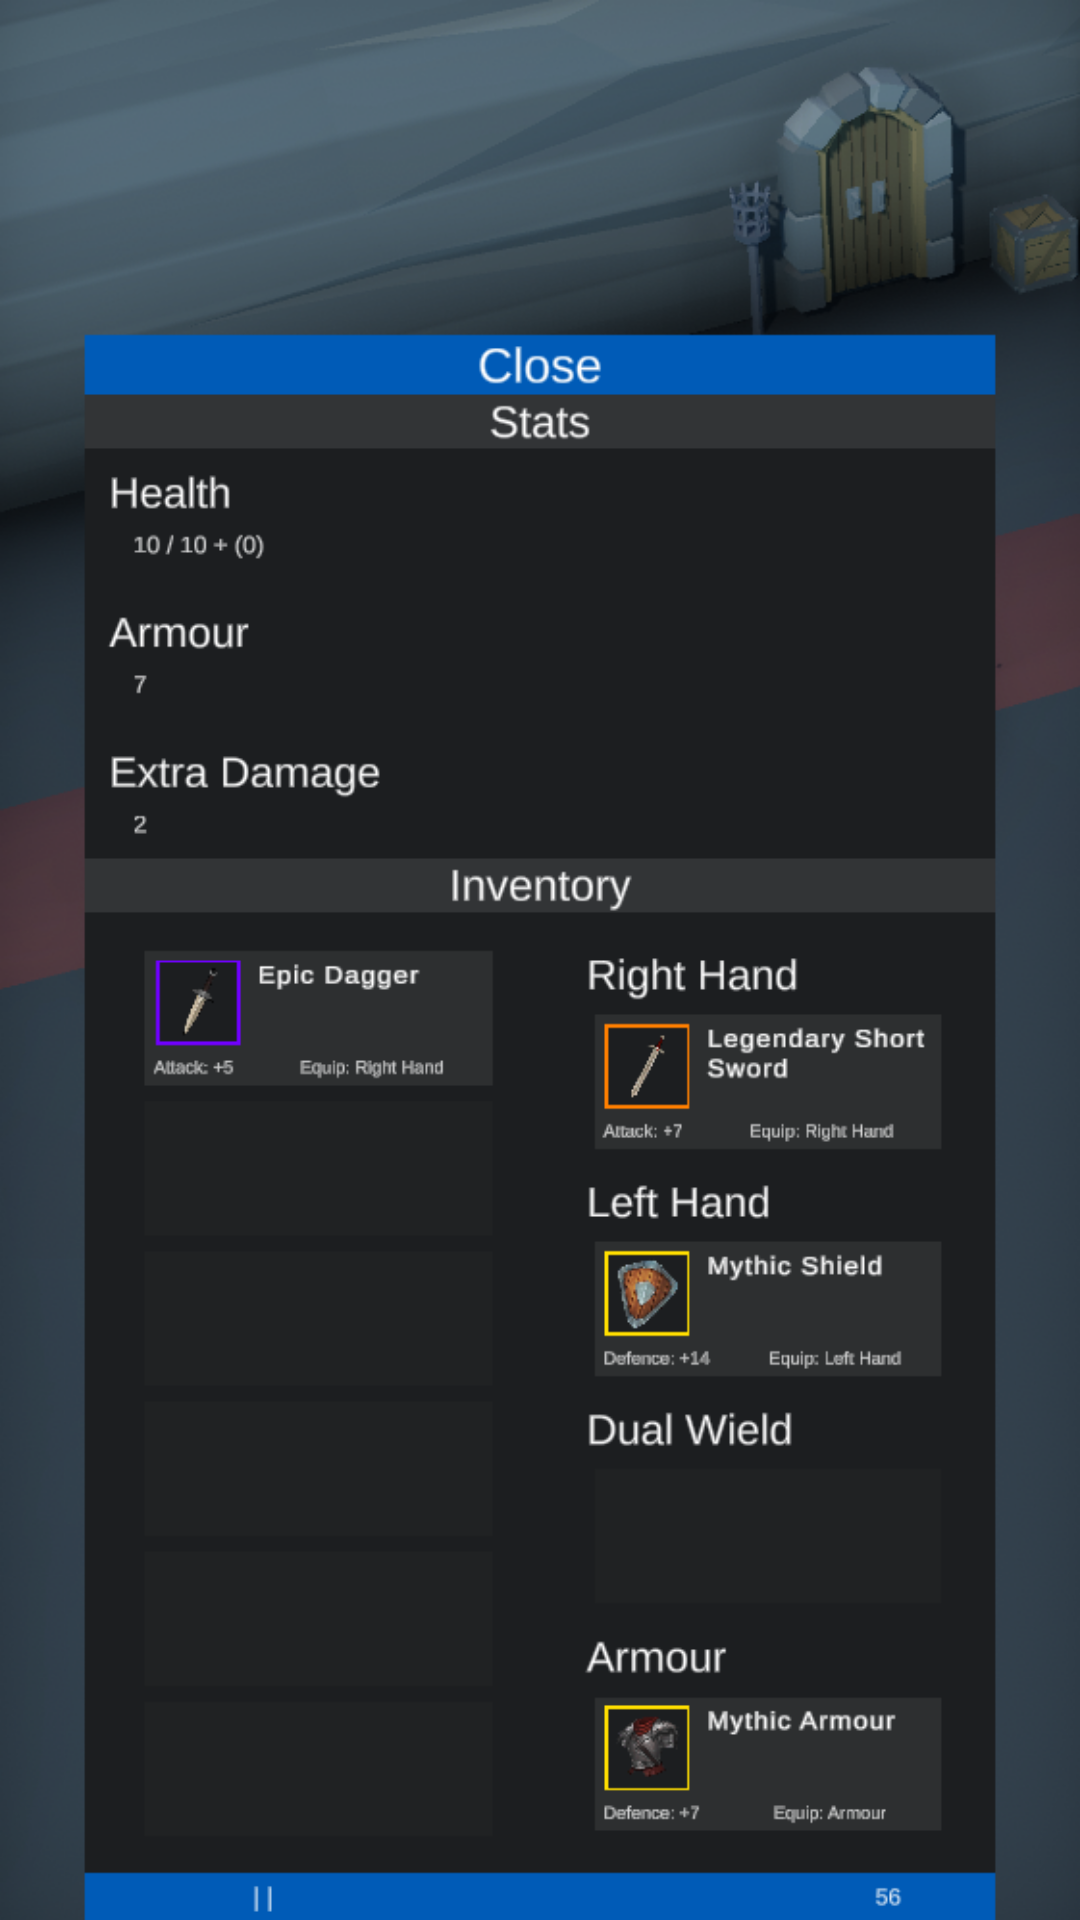 Close
Stats
Health
10 / 10 + (0)
Armour
7
Extra Damage
2
Inventory
Epic Dagger
Attack: +5 Equip: Right Hand
Right Hand
Legendary Short
Sword
Attack: +7 Equip: Right Hand
Left Hand
Mythic Shield
Defence: +14 Equip: Left Hand
Dual Wield
Armour
Mythic Armour
Defence: +7 Equip: Armour
||
56